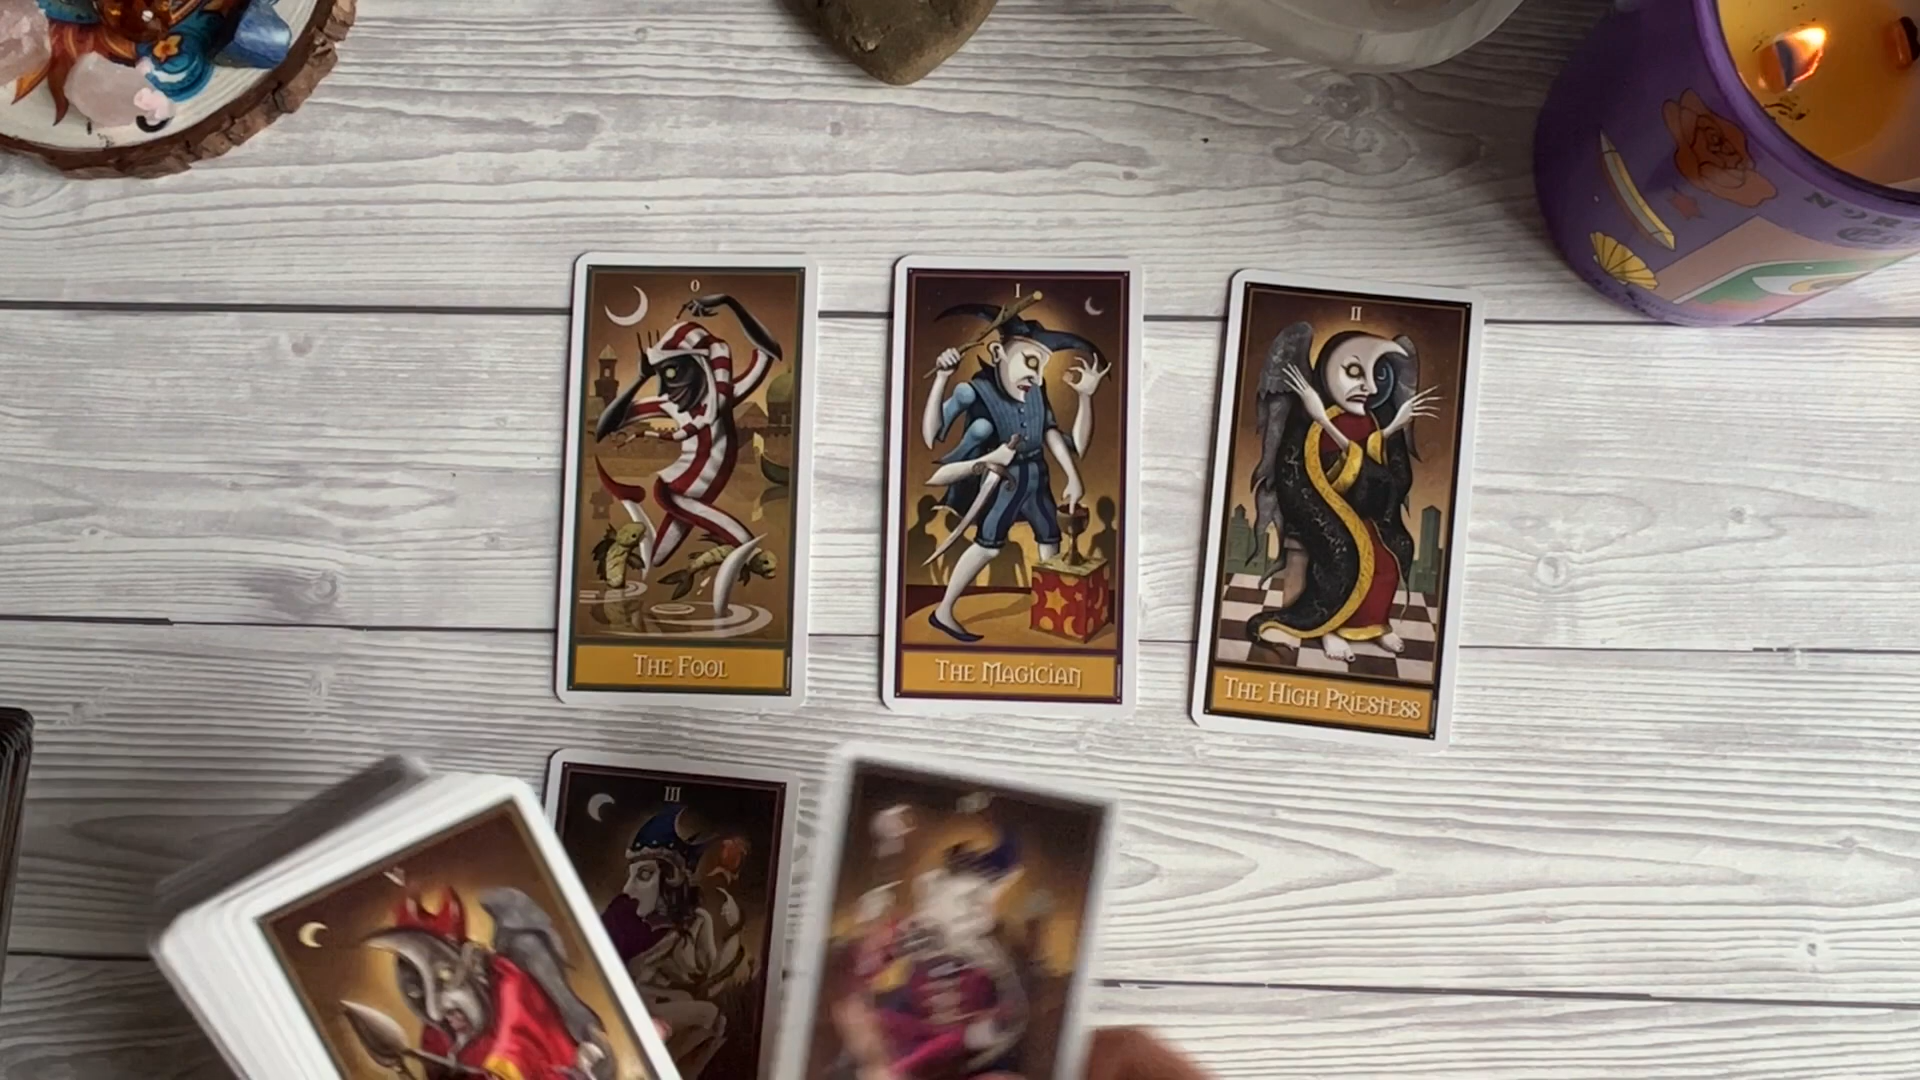 0
THE FOOL
I
THE MAGICIAN
II
THE HIGH PRIESTESS
III
V